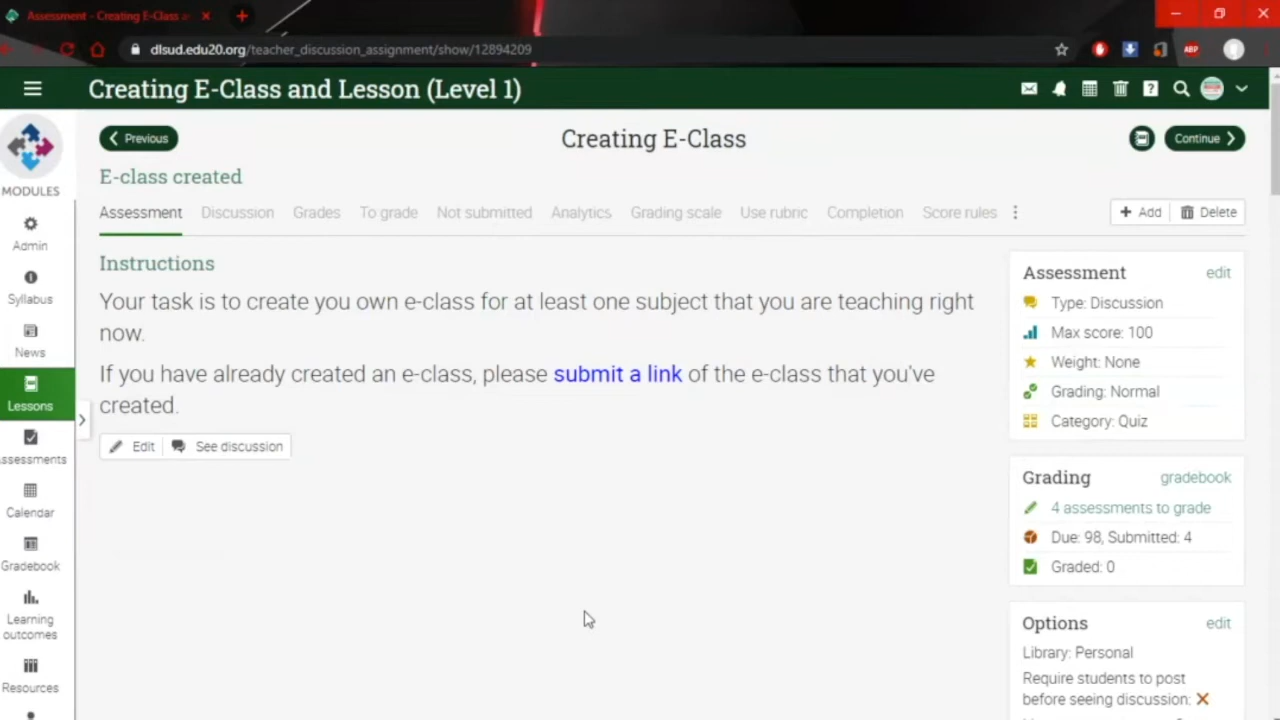 Assessment - Creating E-Class a
dlsud.edu20.org/teacher_discussion_assignment/show/12894209
ABP
Creating E-Class and Lesson (Level 1)
MODULES
Admin
Syllabus
News
Lessons
ssessments
Calendar
Gradebook
Learning
outcomes
Resources
Previous
Creating E-Class
Continue
E-class created
Assessment Discussion Grades To grade Not submitted Analytics Grading scale Use rubric Completion Score rules
Add Delete
Instructions
Your task is to create you own e-class for at least one subject that you are teaching right
now.
If you have already created an e-class, please submit a link of the e-class that you've
created.
Edit See discussion
Assessment edit
Type: Discussion
Max score: 100
Weight: None
Grading: Normal
Category: Quiz
Grading gradebook
4 assessments to grade
Due: 98, Submitted: 4
Graded: 0
Options edit
Library: Personal
Require students to post
before seeing discussion: